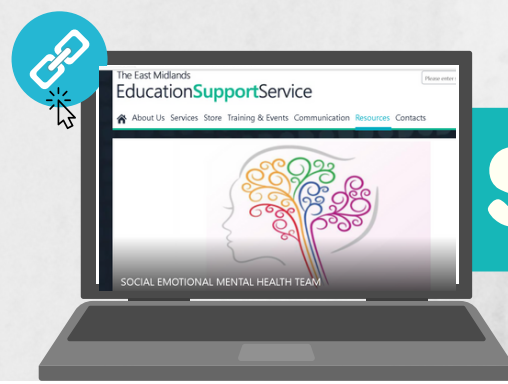 The East Midlands
EducationSupportService
Please enter
About Us Services Store Training & Events Communication Resources Contacts
S
SOCIAL EMOTIONAL MENTAL HEALTH TEAM